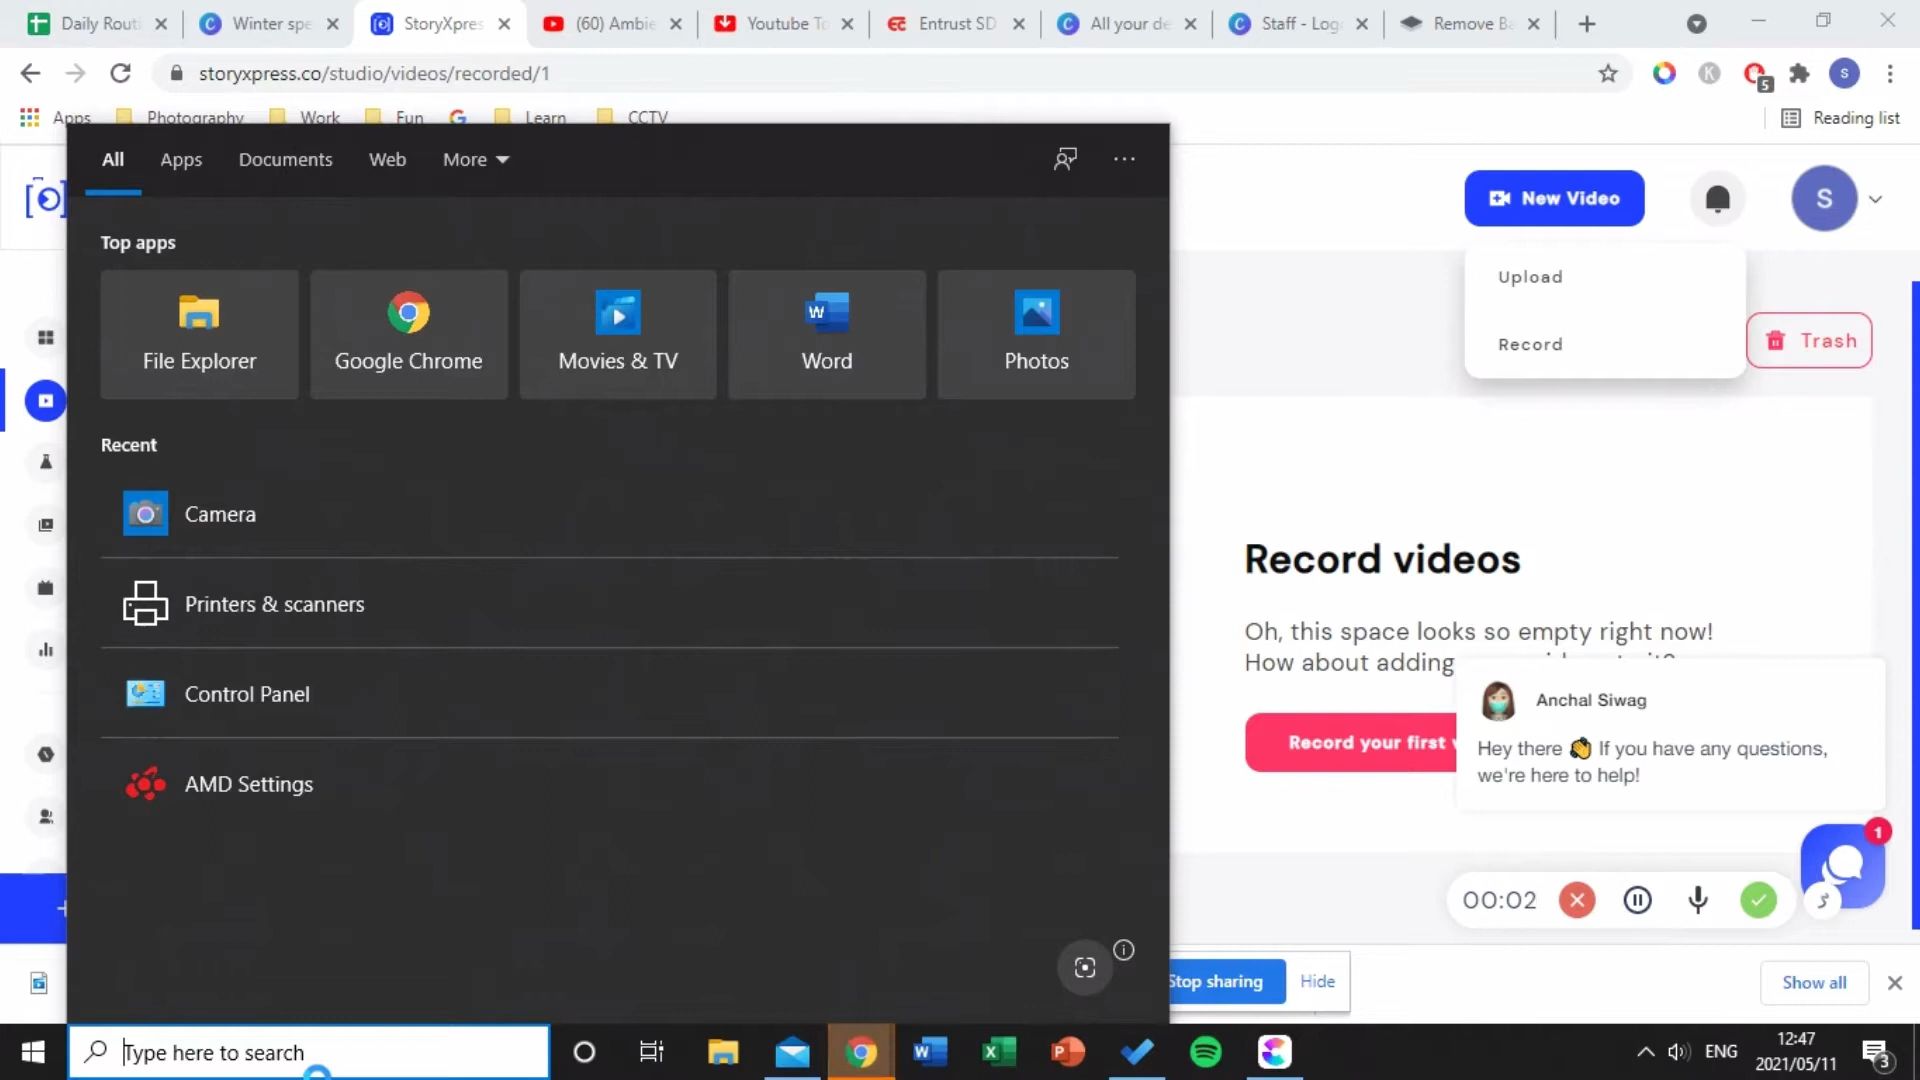 Daily Routi
Winter spe
StoryXpres
(60) Ambie
Youtube To
Entrust SD
All your de
Staff - Log
Remove Ba
storyxpress.co/studio/videos/recorded/1
K
5
S
Apps
Photography
Work
Fun
Learn
CCTV
Reading list
All
Apps
Documents
Web
More
New Video
S
Top apps
Upload
File Explorer
Google Chrome
Movies & TV
Word
Photos
Record
Trash
Recent
Camera
Printers & scanners
Control Panel
AMD Settings
Record videos
Oh, this space looks so empty right now!
How about adding
Anchal Siwag
Record your first
Hey there 👏 If you have any questions,
we're here to help!
1
00:02
Stop sharing
Hide
Show all
Type here to search
ENG
12:47
2021/05/11
3